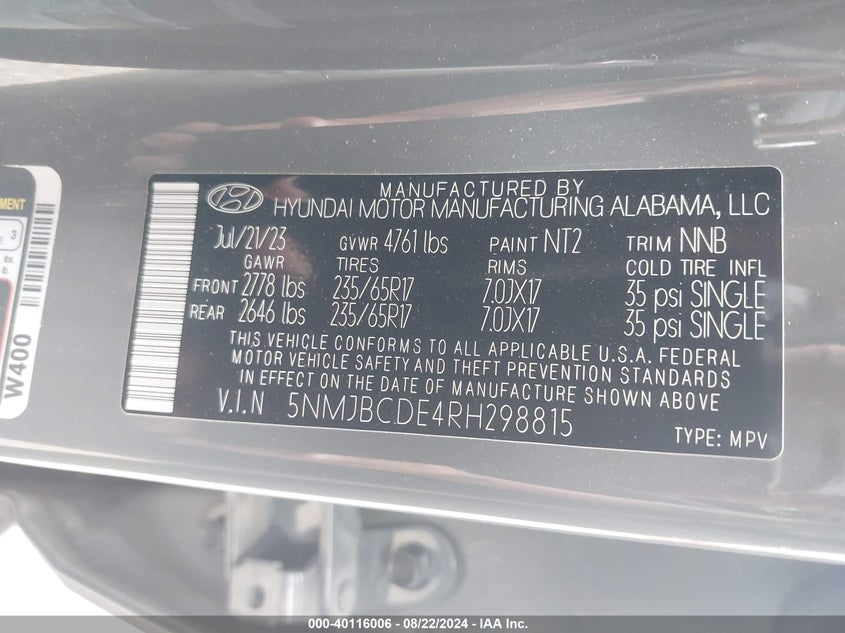 MENT
3
lbs
lb.
W400
MANUFACTURED BY
HYUNDAI MOTOR MANUFACTURING ALABAMA, LLC
Jul/21/23 GVWR 4761 lbs PAINT NT2 TRIM NNB
GAWR TIRES RIMS COLD TIRE INFL
FRONT 2778 lbs 235/65R17 7.0JX17 35 psi SINGLE
REAR 2646 lbs 235/65R17 7.0JX17 35 psi SINGLE
THIS VEHICLE CONFORMS TO ALL APPLICABLE U.S.A. FEDERAL
MOTOR VEHICLE SAFETY AND THEFT PREVENTION STANDARDS
IN EFFECT ON THE DATE OF MANUFACTURE SHOWN ABOVE
V.I.N 5NMJBCDE4RH298815
TYPE: MPV
000-40116006 - 08/22/2024 - IAA Inc.